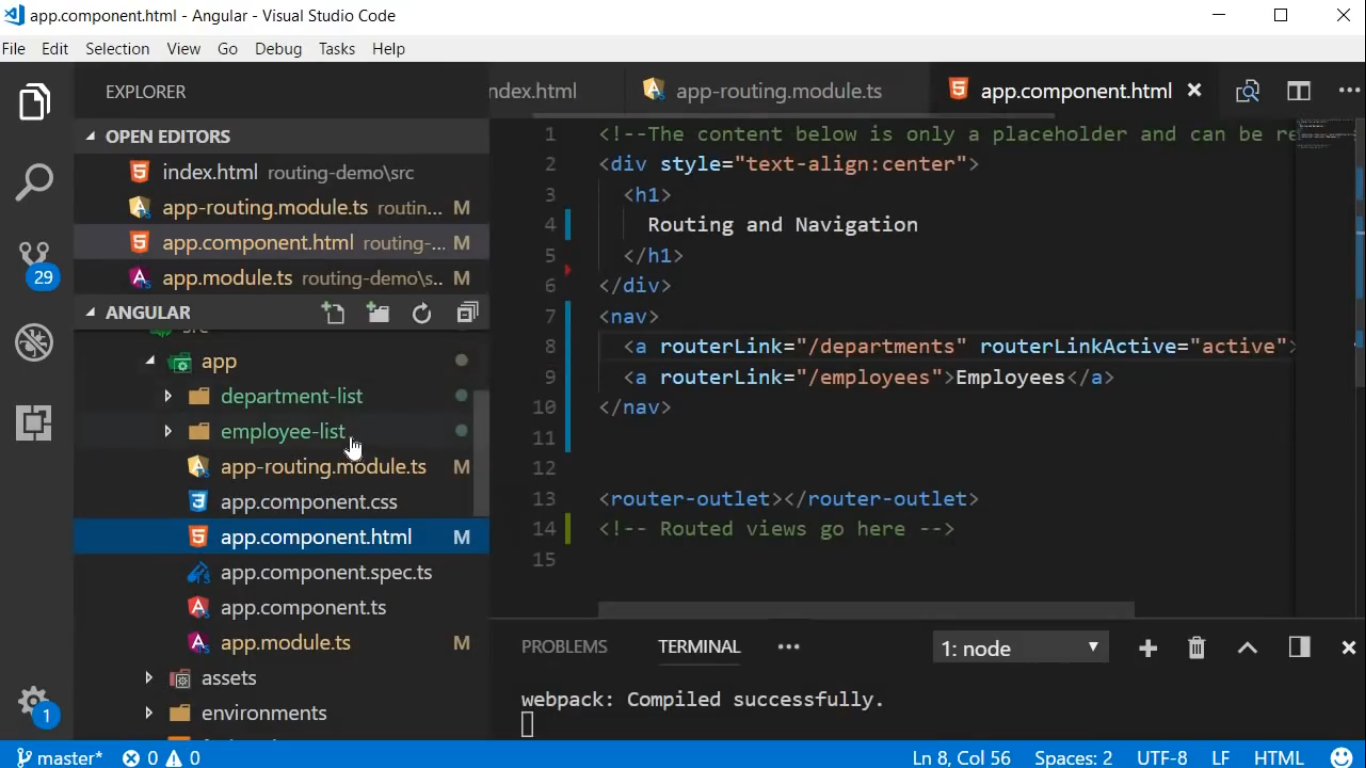 app.component.html - Angular - Visual Studio Code
File Edit Selection View Go Debug Tasks Help
EXPLORER
OPEN EDITORS
index.html routing-demo\src
app-routing.module.ts routin... M
app.component.html routing-... M
app.module.ts routing-demo\s.. M
ANGULAR
src
app
department-list
employee-list
app-routing.module.ts M
app.component.css
app.component.html M
app.component.spec.ts
app.component.ts
app.module.ts M
assets
environments
29
1
ndex.html app-routing.module.ts app.component.html
1 <!--The content below is only a placeholder and can be re
2 <div style="text-align:center">
3 <h1>
4 Routing and Navigation
5 </h1>
6 </div>
7 <nav>
8 <a routerLink="/departments" routerLinkActive="active">
9 <a routerLink="/employees">Employees</a>
10 </nav>
11
12
13 <router-outlet></router-outlet>
14 <!-- Routed views go here -->
15
PROBLEMS TERMINAL ... 1: node
webpack: Compiled successfully.
master* 0 0 Ln 8, Col 56 Spaces: 2 UTF-8 LF HTML